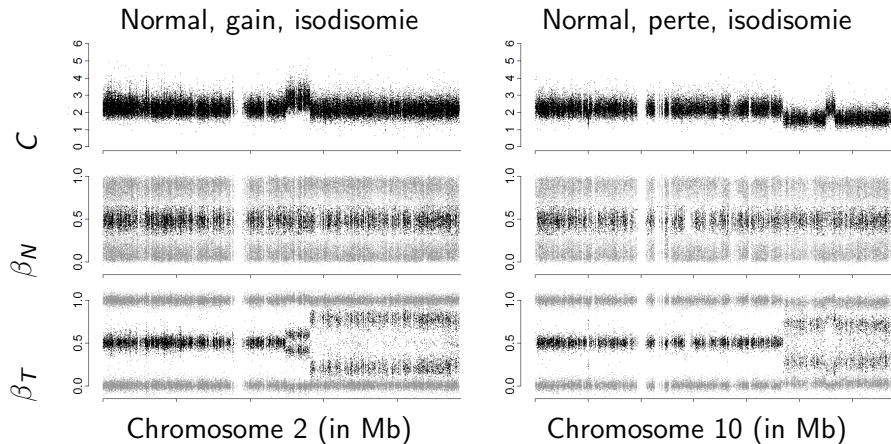 Normal, gain, isodisomie
Normal, perte, isodisomie
C
0 1 2 3 4 5 6
0 1 2 3 4 5 6
βN
0.0 0.5 1.0
0.0 0.5 1.0
βT
0.0 0.5 1.0
0.0 0.5 1.0
Chromosome 2 (in Mb)
Chromosome 10 (in Mb)